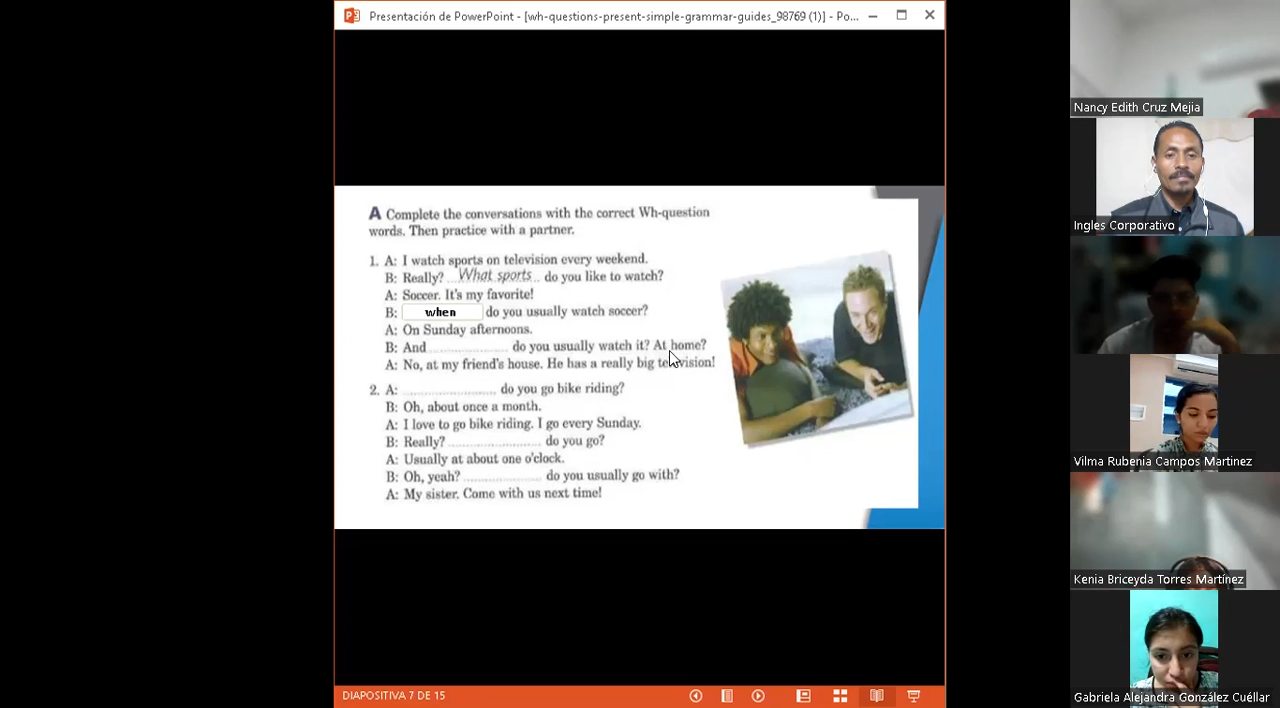 Presentación de PowerPoint - [wh-questions-present-simple-grammar-guides_98769 (1)] - Po...
A Complete the conversations with the correct Wh-question
words. Then practice with a partner.
1. A: I watch sports on television every weekend.
B: Really? What sports do you like to watch?
A: Soccer. It's my favorite!
B: when do you usually watch soccer?
A: On Sunday afternoons.
B: And .................... do you usually watch it? At home?
A: No, at my friend's house. He has a really big television!
2. A: ........................ do you go bike riding?
B: Oh, about once a month.
A: I love to go bike riding. I go every Sunday.
B: Really? ........................ do you go?
A: Usually at about one o'clock.
B: Oh, yeah? .................... do you usually go with?
A: My sister. Come with us next time!
DIAPOSITIVA 7 DE 15
Nancy Edith Cruz Mejia
Ingles Corporativo
Vilma Rubenia Campos Martinez
Kenia Briceyda Torres Martínez
Gabriela Alejandra González Cuéllar